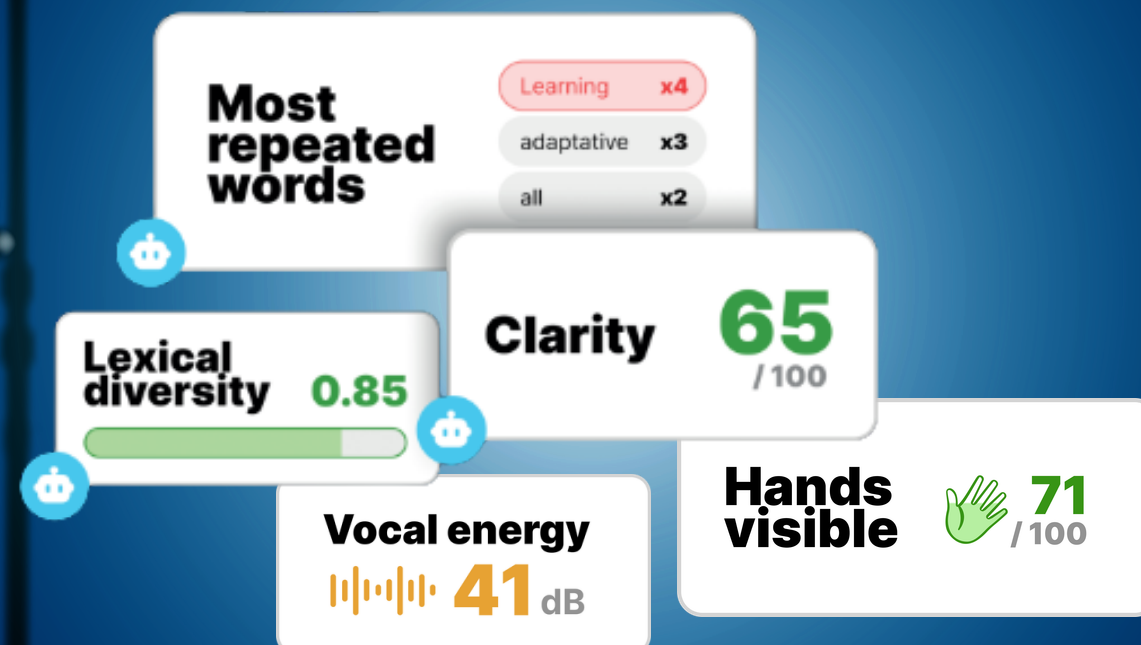 Most
repeated
words
Learning x4
adaptative x3
all x2
Clarity 65
/ 100
Lexical
diversity 0.85
Hands
visible 71
/ 100
Vocal energy
41 dB